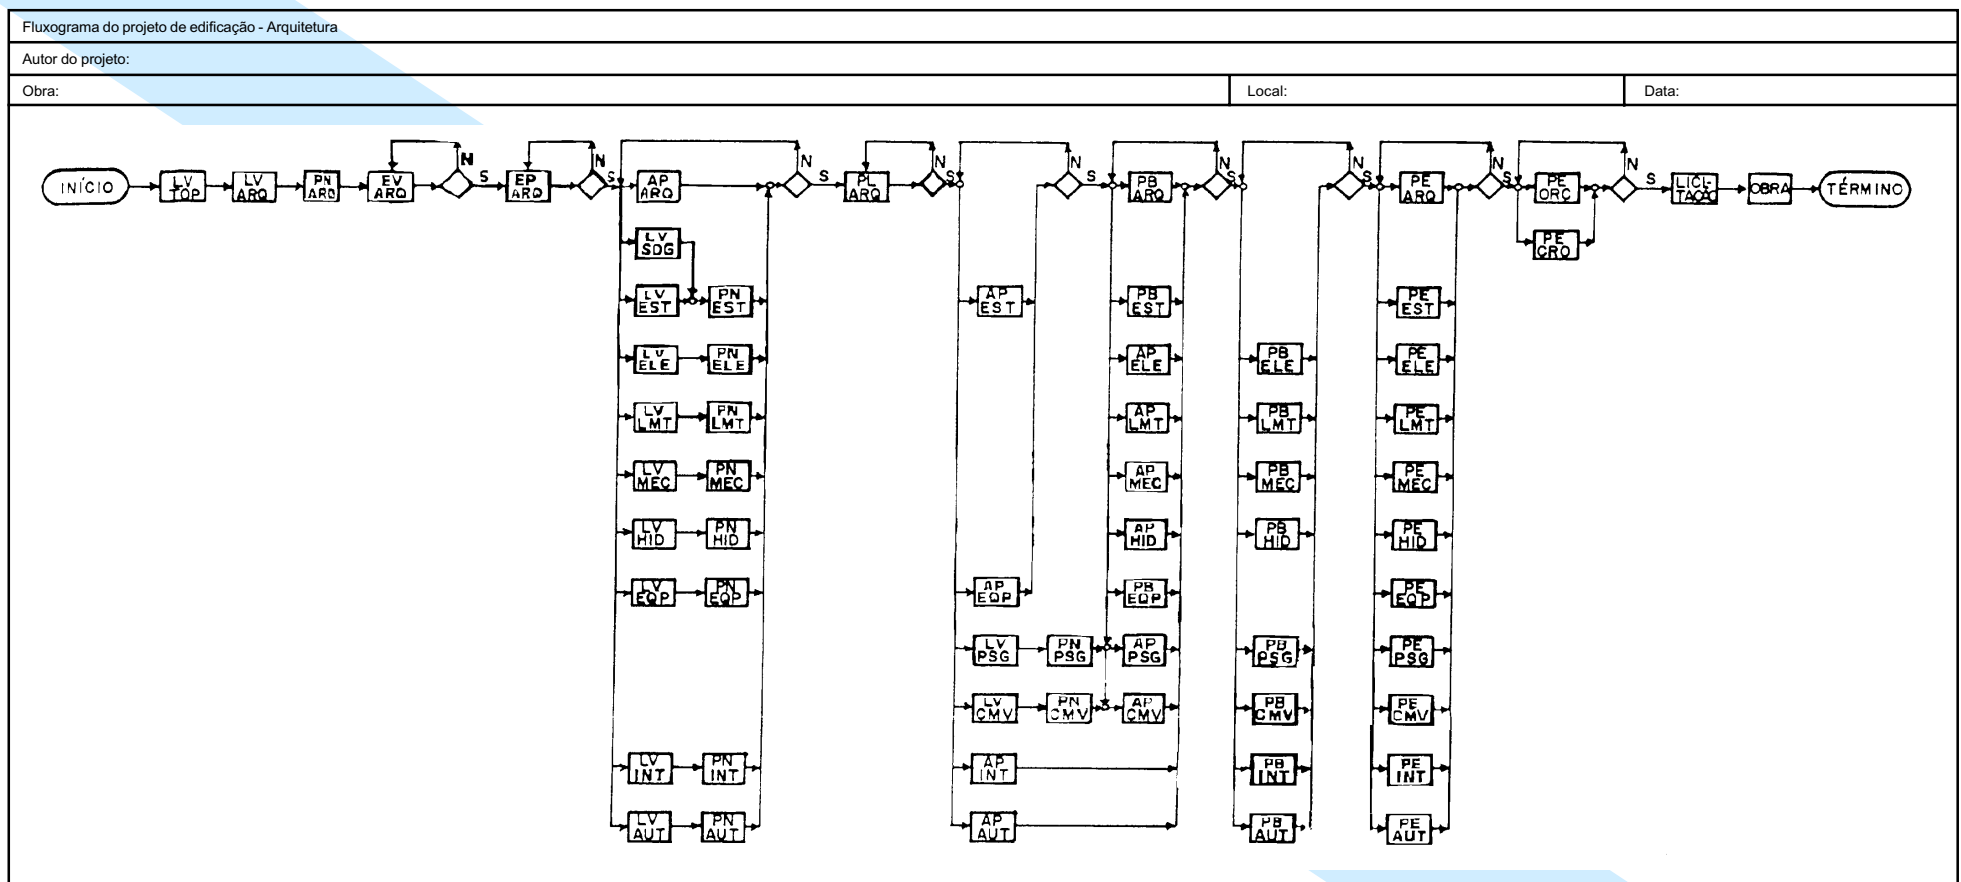 Fluxograma do projeto de edificação - Arquitetura
Autor do projeto:
Obra: Local: Data:
N N N N N N N N N
INÍCIO LV LV PN EV S EP S AP S PL S S PB S S PE S PE S LICI- OBRA TÉRMINO
TOP ARQ ARQ ARQ ARQ ARQ ARQ ARQ ARQ ORÇ TAÇÃO
LV PE
SDG CRO
LV PN AP PB PE
EST EST EST EST EST
LV PN AP PB PE
ELE ELE ELE ELE ELE
LV PN AP PB PE
LMT LMT LMT LMT LMT
LV PN AP PB PE
MEC MEC MEC MEC MEC
LV PN AP PB PE
HID HID HID HID HID
LV PN AP PB PE
EQP EQP EQP EQP EQP
LV PN AP PB PE
PSG PSG PSG PSG PSG
LV PN AP PB PE
CMV CMV CMV CMV CMV
LV PN AP PB PE
INT INT INT INT INT
LV PN AP PB PE
AUT AUT AUT AUT AUT